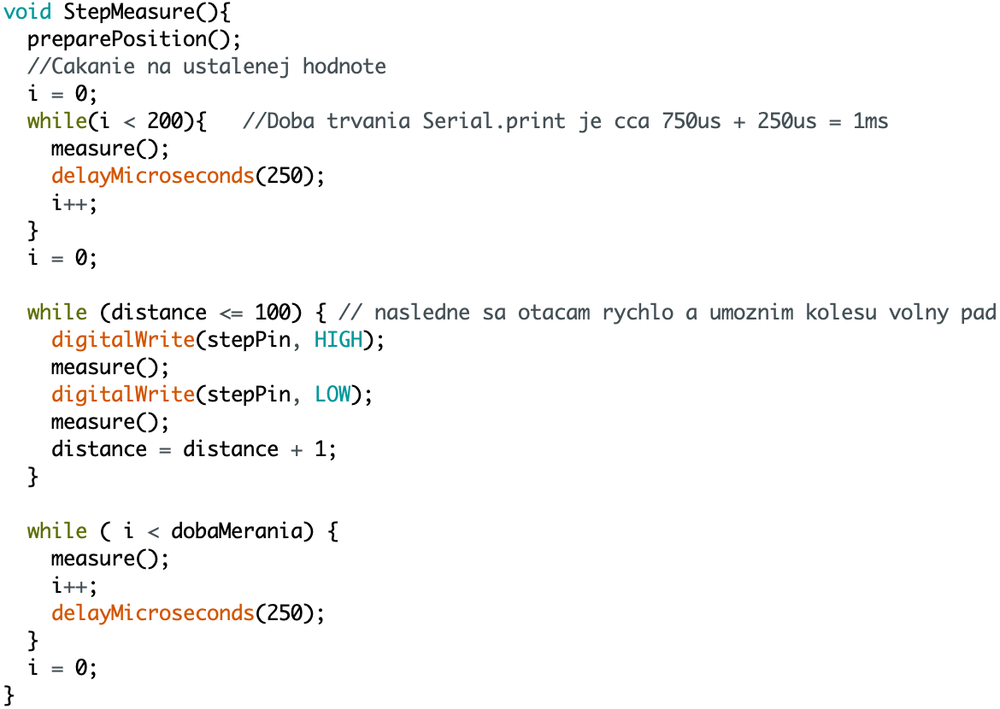 void StepMeasure(){
  preparePosition();
  //Cakanie na ustalenej hodnote
  i = 0;
  while(i < 200){   //Doba trvania Serial.print je cca 750us + 250us = 1ms
    measure();
    delayMicroseconds(250);
    i++;
  }
  i = 0;

  while (distance <= 100) { // nasledne sa otacam rychlo a umoznim kolesu volny pad
    digitalWrite(stepPin, HIGH);
    measure();
    digitalWrite(stepPin, LOW);
    measure();
    distance = distance + 1;
  }

  while ( i < dobaMerania) {
    measure();
    i++;
    delayMicroseconds(250);
  }
  i = 0;
}